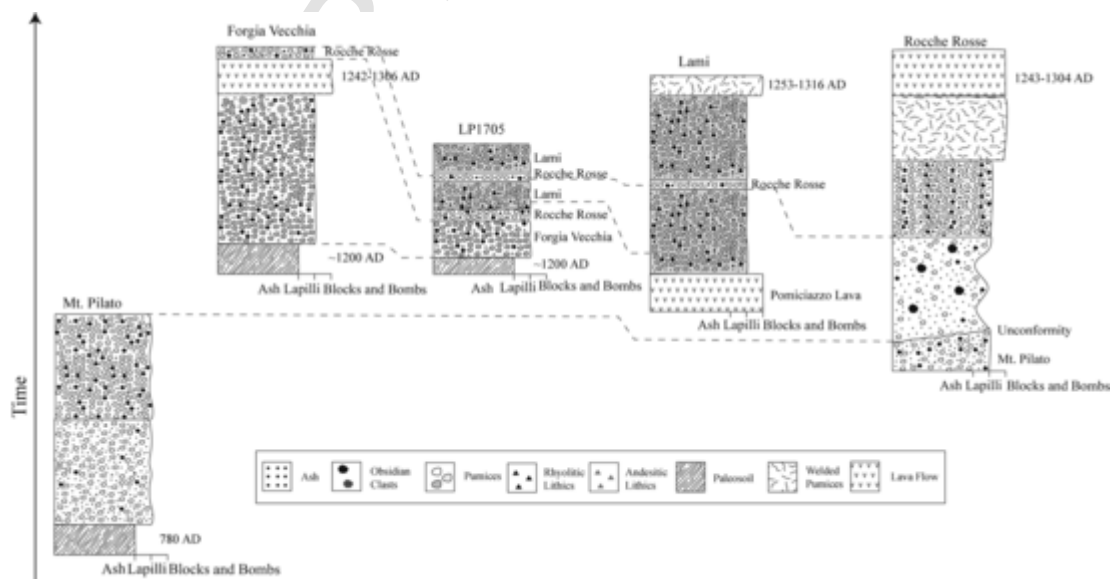 Time
Forgia Vecchia
Rocche Rosse
1242-1306 AD
~1200 AD
Ash Lapilli Blocks and Bombs
LP1705
Lami
Rocche Rosse
Lami
Rocche Rosse
Forgia Vecchia
~1200 AD
Ash Lapilli Blocks and Bombs
Lami
1253-1316 AD
Rocche Rosse
Pomiciazzo Lava
Ash Lapilli Blocks and Bombs
Rocche Rosse
1243-1304 AD
Unconformity
Mt. Pilato
Ash Lapilli Blocks and Bombs
Mt. Pilato
780 AD
Ash Lapilli Blocks and Bombs
Ash
Obsidian
Clasts
Pumices
Rhyolitic
Lithics
Andesitic
Lithics
Paleosoil
Welded
Pumices
Lava Flow